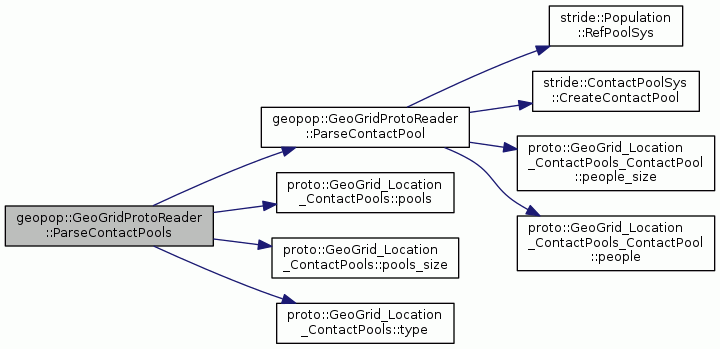 stride::Population
::RefPoolSys
stride::ContactPoolSys
::CreateContactPool
geopop::GeoGridProtoReader
::ParseContactPool
proto::GeoGrid_Location
_ContactPools_ContactPool
::people_size
proto::GeoGrid_Location
_ContactPools::pools
geopop::GeoGridProtoReader
::ParseContactPools
proto::GeoGrid_Location
_ContactPools_ContactPool
::people
proto::GeoGrid_Location
_ContactPools::pools_size
proto::GeoGrid_Location
_ContactPools::type